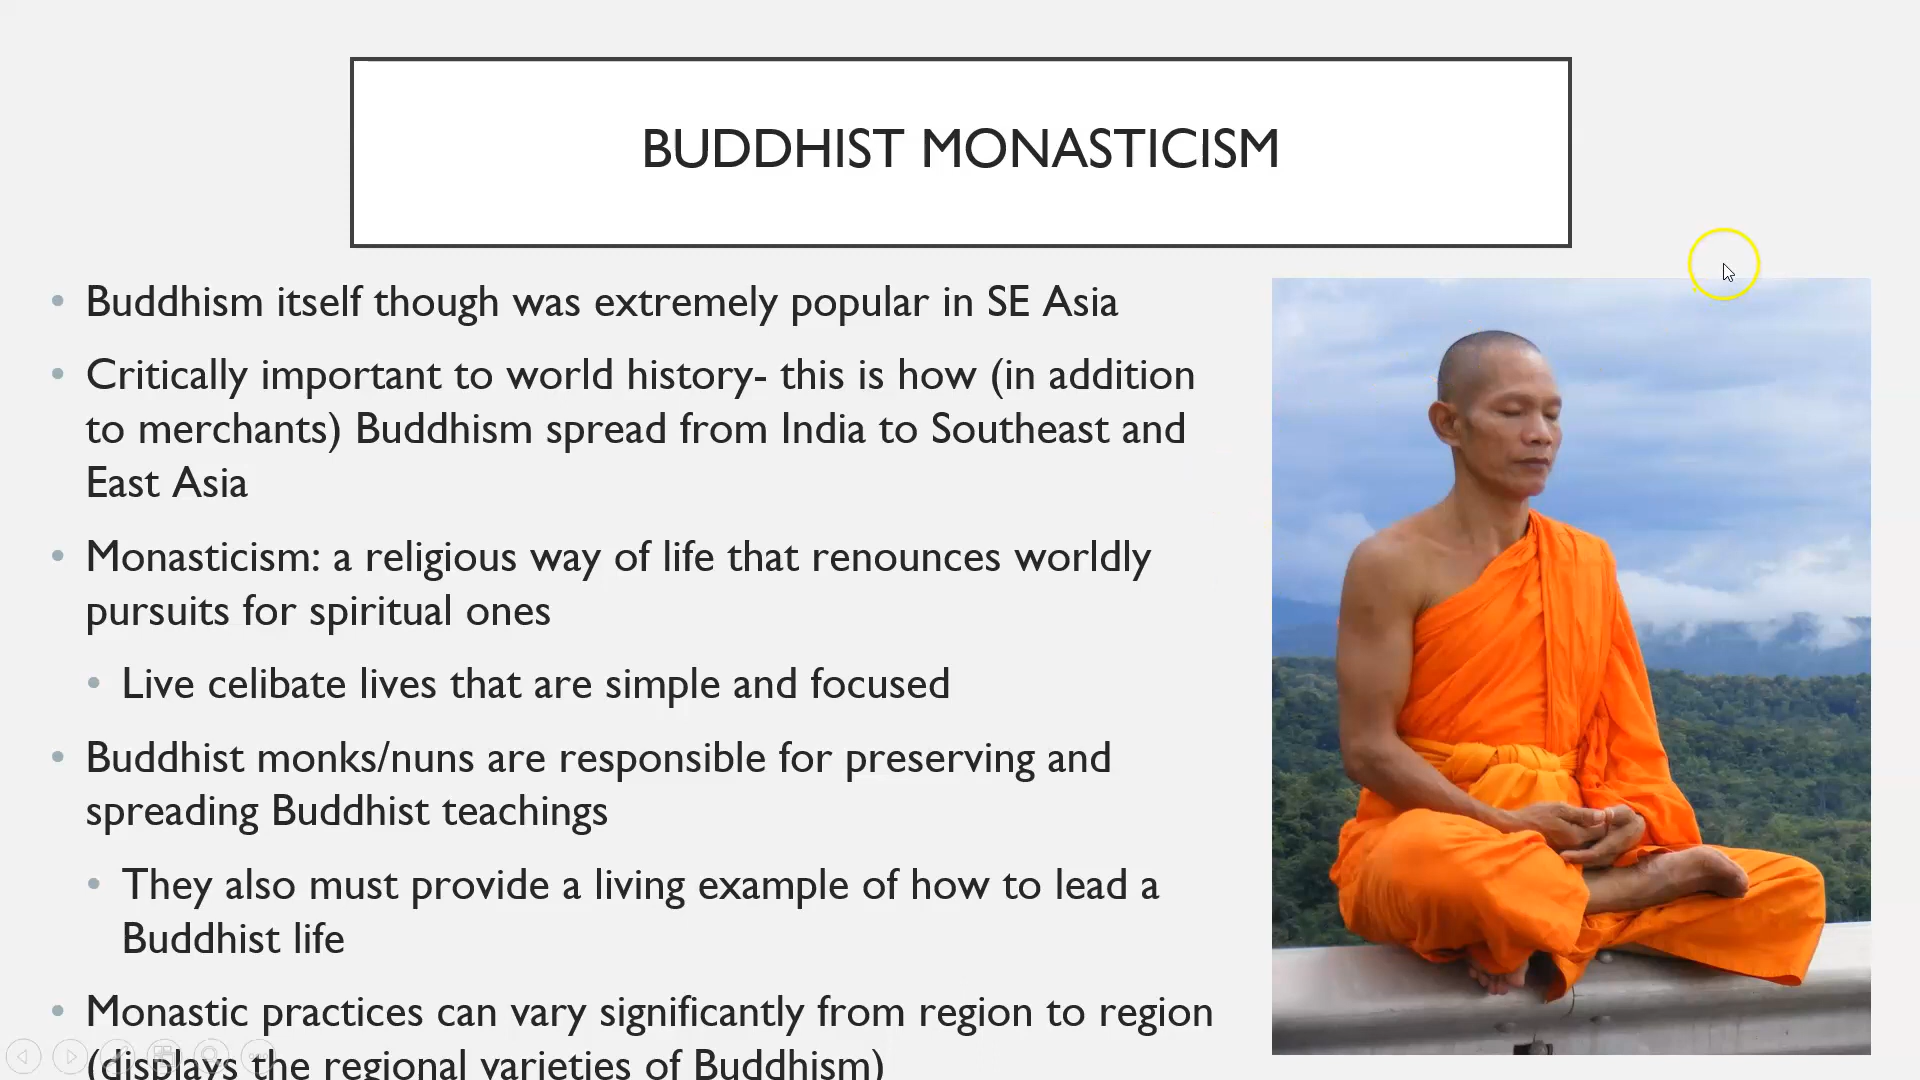 BUDDHIST MONASTICISM
• Buddhism itself though was extremely popular in SE Asia
• Critically important to world history- this is how (in addition
to merchants) Buddhism spread from India to Southeast and
East Asia
• Monasticism: a religious way of life that renounces worldly
pursuits for spiritual ones
• Live celibate lives that are simple and focused
• Buddhist monks/nuns are responsible for preserving and
spreading Buddhist teachings
• They also must provide a living example of how to lead a
Buddhist life
• Monastic practices can vary significantly from region to region
(displays the regional varieties of Buddhism)